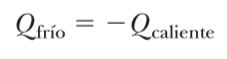 Q_frío = −Q_caliente